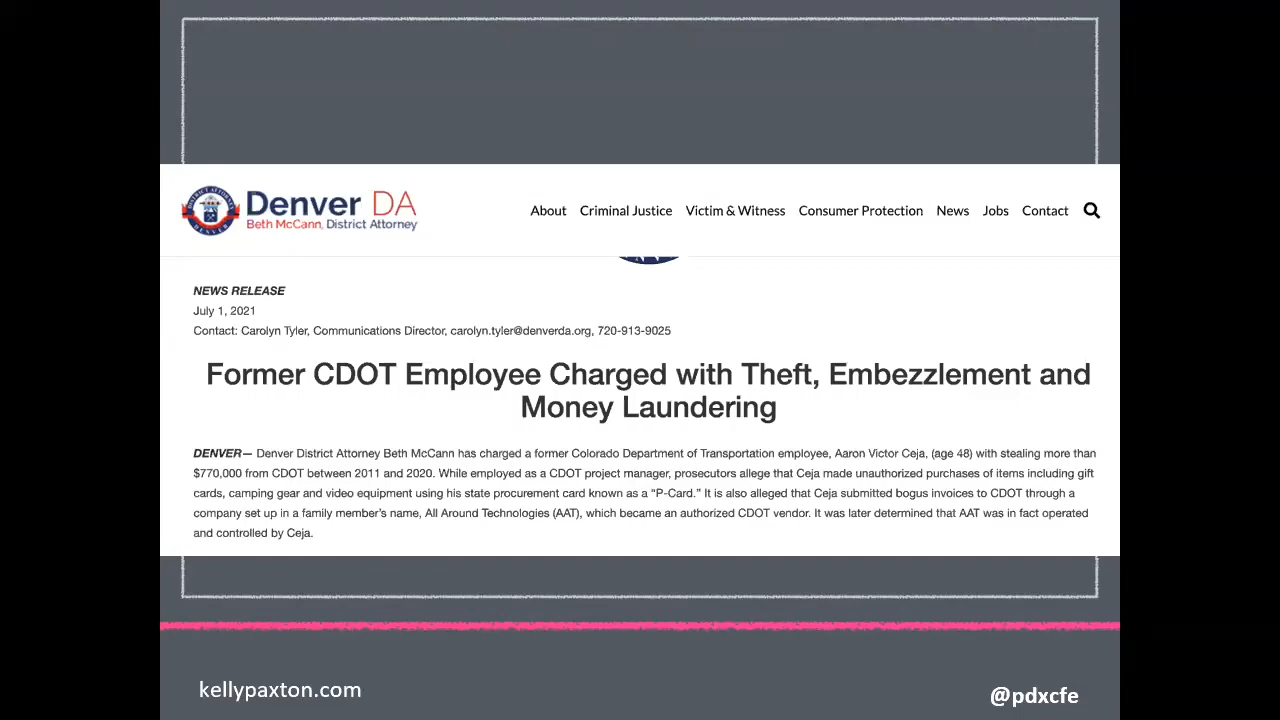 Denver DA
Beth McCann, District Attorney
About Criminal Justice Victim & Witness Consumer Protection News Jobs Contact
NEWS RELEASE
July 1, 2021
Contact: Carolyn Tyler, Communications Director, carolyn.tyler@denverda.org, 720-913-9025
Former CDOT Employee Charged with Theft, Embezzlement and
Money Laundering
DENVER— Denver District Attorney Beth McCann has charged a former Colorado Department of Transportation employee, Aaron Victor Ceja, (age 48) with stealing more than
$770,000 from CDOT between 2011 and 2020. While employed as a CDOT project manager, prosecutors allege that Ceja made unauthorized purchases of items including gift
cards, camping gear and video equipment using his state procurement card known as a “P-Card.” It is also alleged that Ceja submitted bogus invoices to CDOT through a
company set up in a family member’s name, All Around Technologies (AAT), which became an authorized CDOT vendor. It was later determined that AAT was in fact operated
and controlled by Ceja.
kellypaxton.com
@pdxcfe